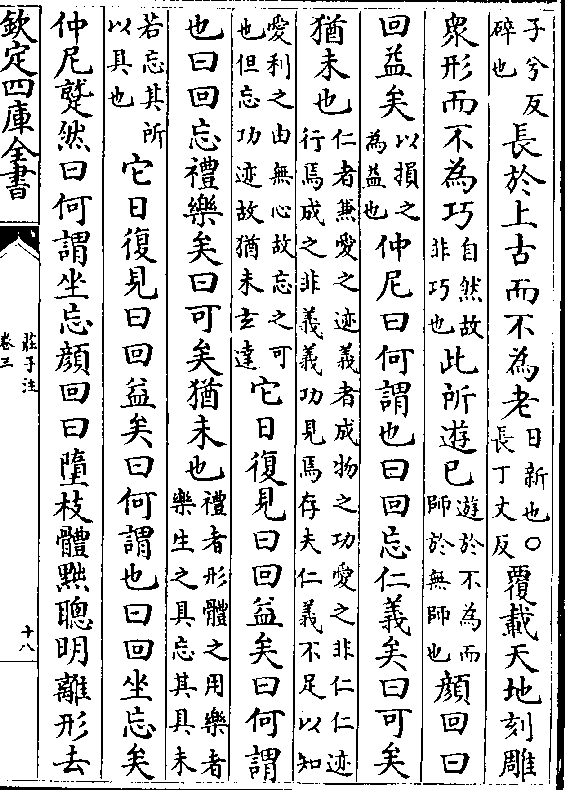 子兮反碎也長於上古而不為老日新也〇長丁丈反覆載天地刻雕
衆形而不為巧自然故非巧也此所遊已遊於不為而師於無師也顔回曰
回益矣以損之為益也仲尼曰何謂也曰回忘仁義矣曰可矣
猶未也仁者兼愛之迹義者成物之功愛之非仁仁迹行焉成之非義義功見焉存夫仁義不足以知
愛利之由無心故忘之可也但忘功迹故猶未玄達它日復見曰回益矣曰何謂
也曰回忘禮樂矣曰可矣猶未也禮者形體之用樂者樂生之具忘其具未
若忘其所以具也它日復見曰回益矣曰何謂也曰回坐忘矣
仲尼蹵然曰何謂坐忘顔回曰墮枝體黜聰明離形去
欽定四庫全書
莊子注
卷三
十八